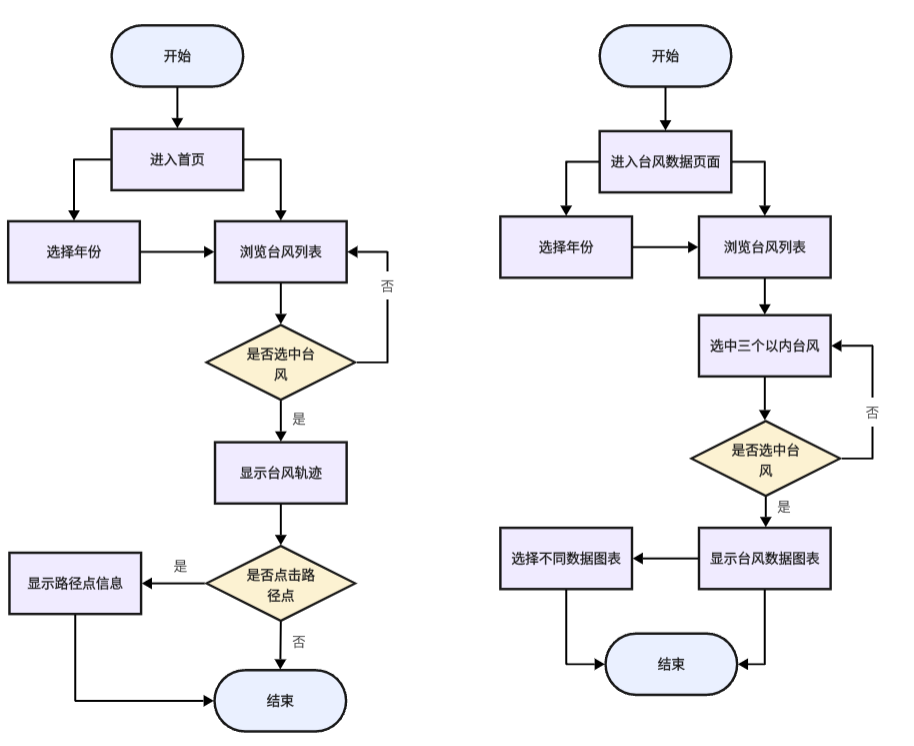 开始
进入首页
选择年份
浏览台风列表
否
是否选中台
风
是
显示台风轨迹
是否点击路
径点
是
显示路径点信息
否
结束
开始
进入台风数据页面
选择年份
浏览台风列表
选中三个以内台风
否
是否选中台
风
是
选择不同数据图表
显示台风数据图表
结束